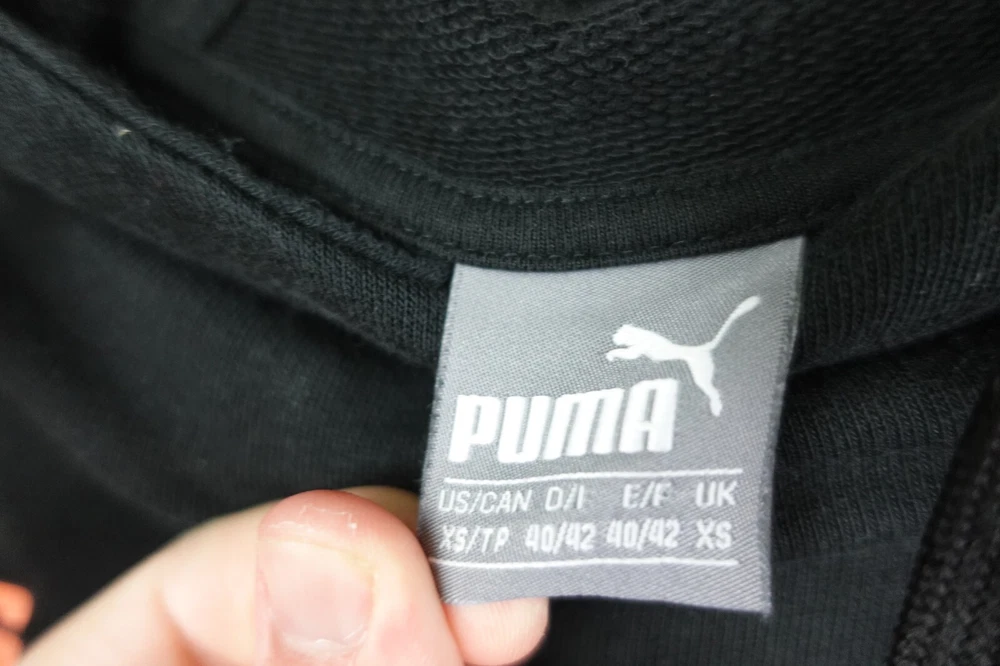 PUMA
US/CAN D/I E/F UK
XS/TP 40/42 40/42 XS